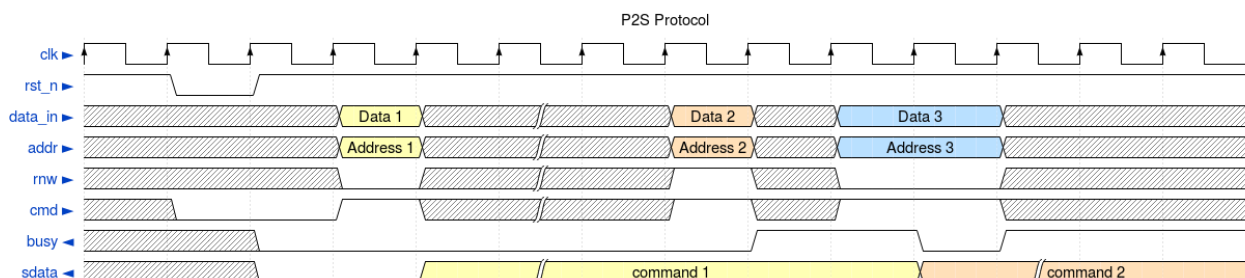 P2S Protocol
clk
rst_n
data_in Data 1 Data 2 Data 3
addr Address 1 Address 2 Address 3
rnw
cmd
busy
sdata command 1 command 2